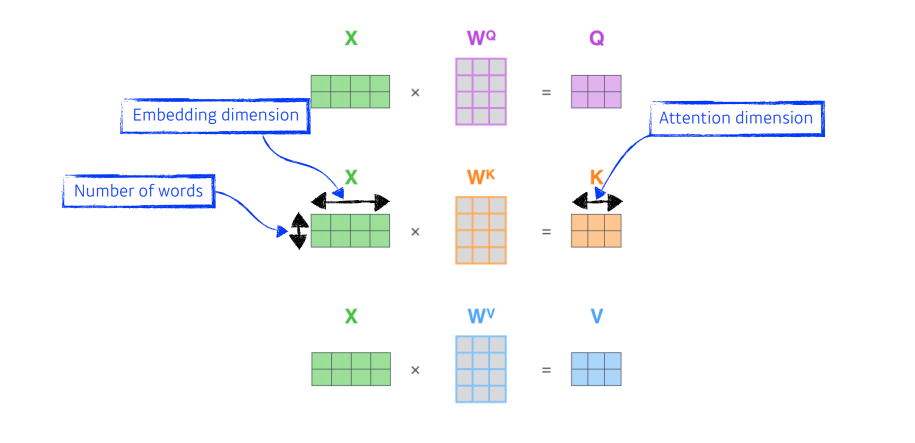 X W^Q Q
× =
Embedding dimension
Attention dimension
X W^K K
Number of words
× =
X W^V V
× =